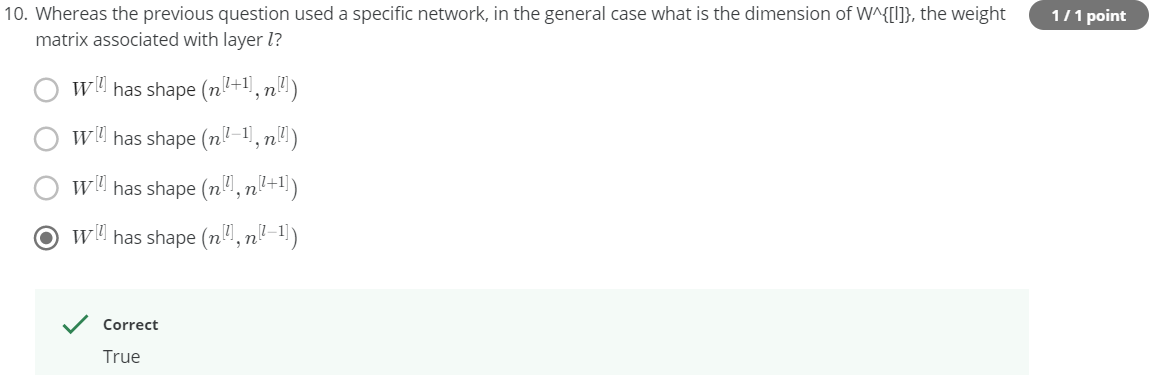 10. Whereas the previous question used a specific network, in the general case what is the dimension of W^{[l]}, the weight
matrix associated with layer l?
1 / 1 point
W^[l] has shape (n^[l+1], n^[l])
W^[l] has shape (n^[l−1], n^[l])
W^[l] has shape (n^[l], n^[l+1])
W^[l] has shape (n^[l], n^[l−1])
Correct
True